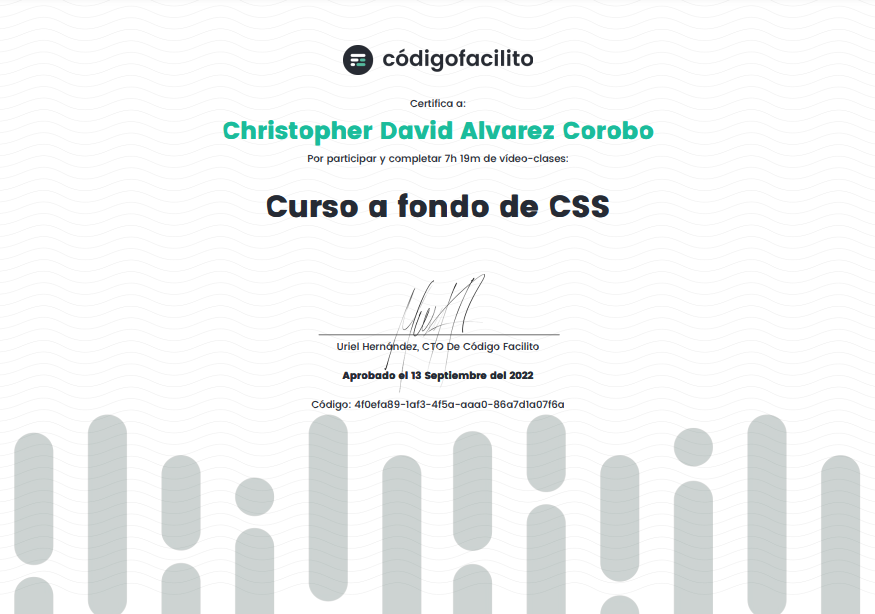 códigofacilito
Certifica a:
Christopher David Alvarez Corobo
Por participar y completar 7h 19m de vídeo-clases:
Curso a fondo de CSS
Uriel Hernández, CTO De Código Facilito
Aprobado el 13 Septiembre del 2022
Código: 4f0efa89-1af3-4f5a-aaa0-86a7d1a07f6a